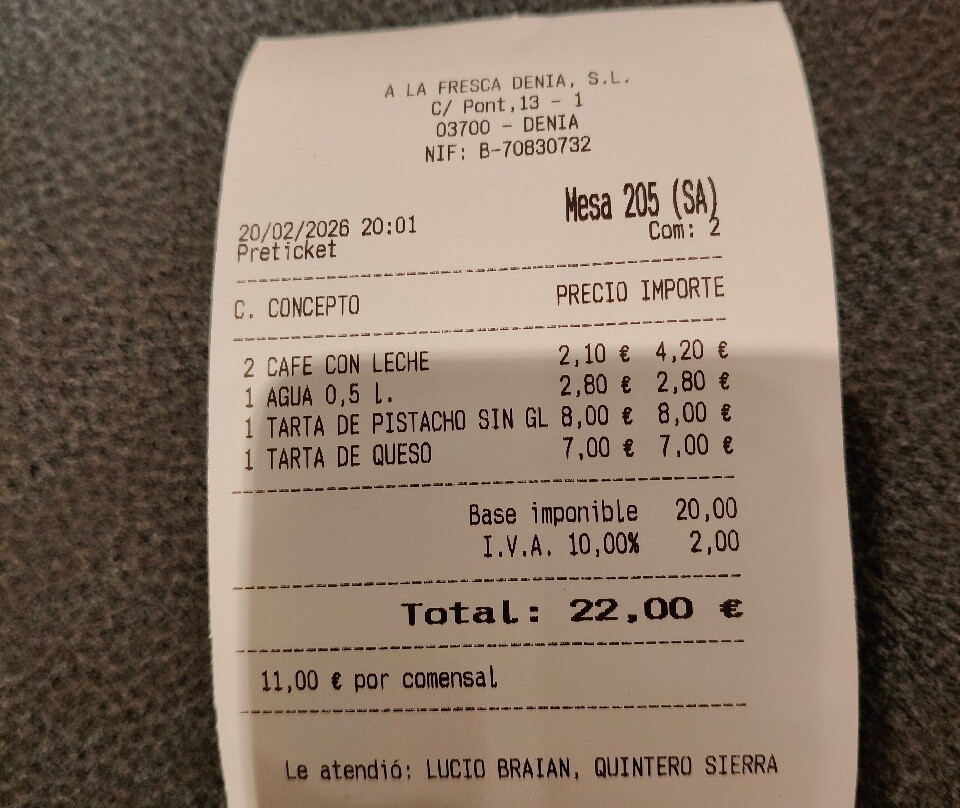 A LA FRESCA DENIA, S.L.
C/ Pont,13 - 1
03700 - DENIA
NIF: B-70830732
Mesa 205 (SA)
20/02/2026 20:01 Com: 2
Preticket
C. CONCEPTO PRECIO IMPORTE
2 CAFE CON LECHE 2,10 € 4,20 €
1 AGUA 0,5 l. 2,80 € 2,80 €
1 TARTA DE PISTACHO SIN GL 8,00 € 8,00 €
1 TARTA DE QUESO 7,00 € 7,00 €
Base imponible 20,00
I.V.A. 10,00% 2,00
Total: 22,00 €
11,00 € por comensal
Le atendió: LUCIO BRAIAN, QUINTERO SIERRA